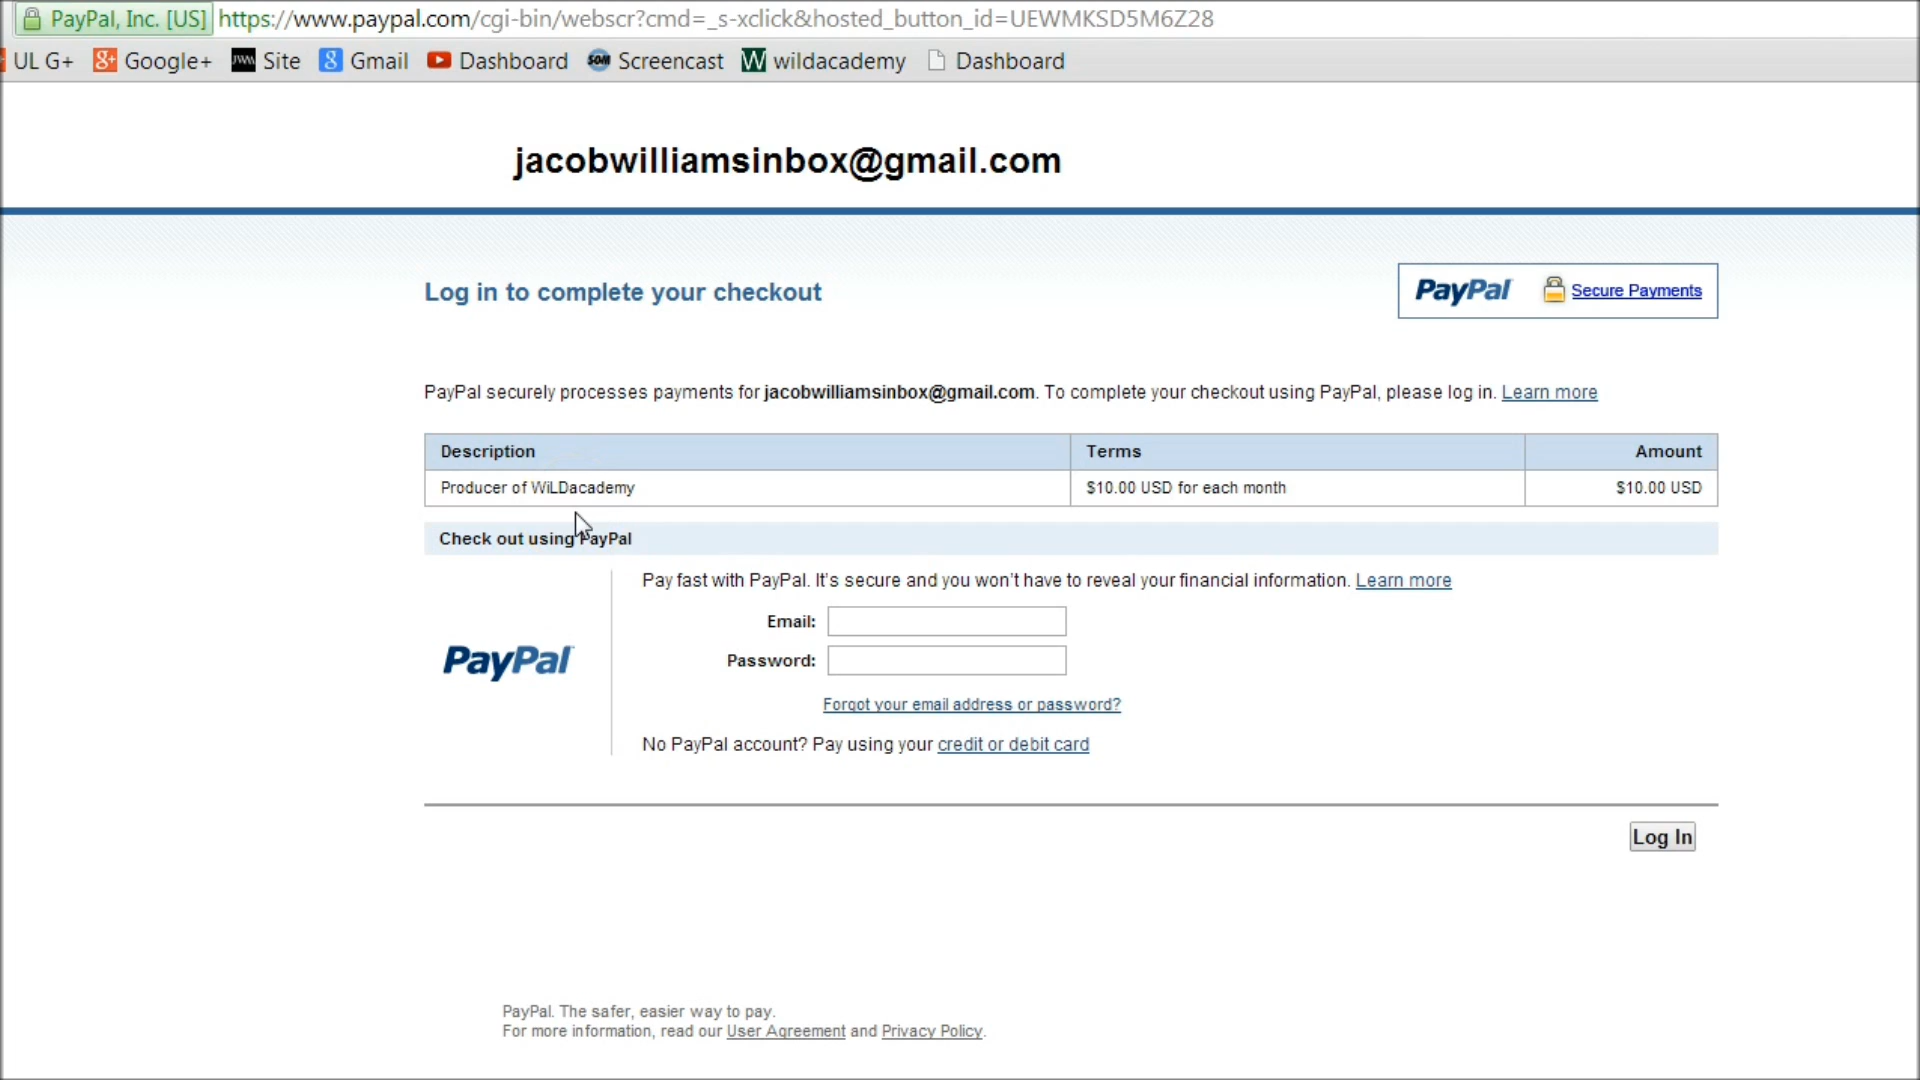 PayPal, Inc. [US] https://www.paypal.com/cgi-bin/webscr?cmd=_s-xclick&hosted_button_id=UEWMKSD5M6Z28
UL G+ Google+ Site Gmail Dashboard Screencast wildacademy Dashboard
jacobwilliamsinbox@gmail.com
Log in to complete your checkout
PayPal Secure Payments
PayPal securely processes payments for jacobwilliamsinbox@gmail.com. To complete your checkout using PayPal, please log in. Learn more
Description Terms Amount
Producer of WiLDacademy $10.00 USD for each month $10.00 USD
Check out using PayPal
Pay fast with PayPal. It's secure and you won't have to reveal your financial information. Learn more
Email:
Password:
PayPal
Forgot your email address or password?
No PayPal account? Pay using your credit or debit card
Log In
PayPal. The safer, easier way to pay.
For more information, read our User Agreement and Privacy Policy.